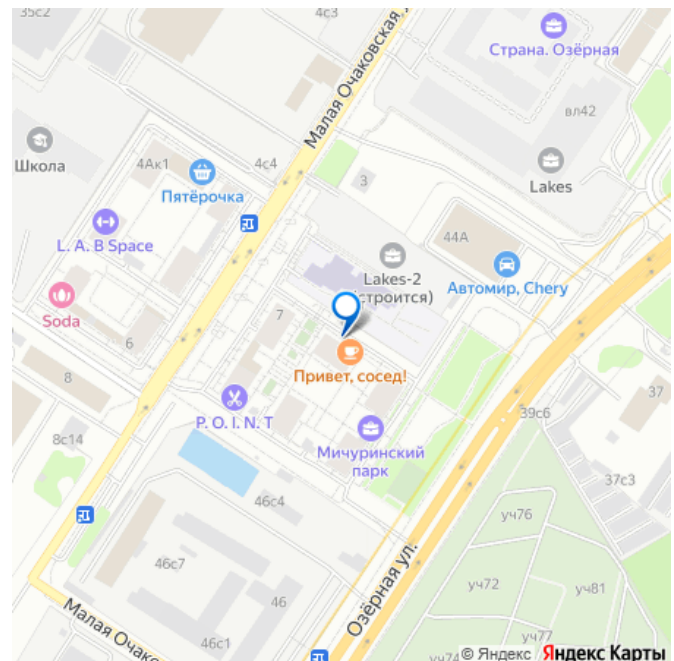 35с2
4с3
Малая Очаковская
Страна. Озёрная
вл42
Школа
4Ак1
4с4
Пятёрочка
3
Lakes
L. A. B Space
44А
Lakes-2
(строится)
Автомир, Chery
Soda
7
6
Привет, сосед!
8
37
P. O. I. N. T
39с6
8с14
Мичуринский
парк
37с3
46с4
уч76
46с7
Озёрная ул.
уч72
уч81
46
Малая Очако
46с1
уч77
уч74
© Яндекс Яндекс Карты